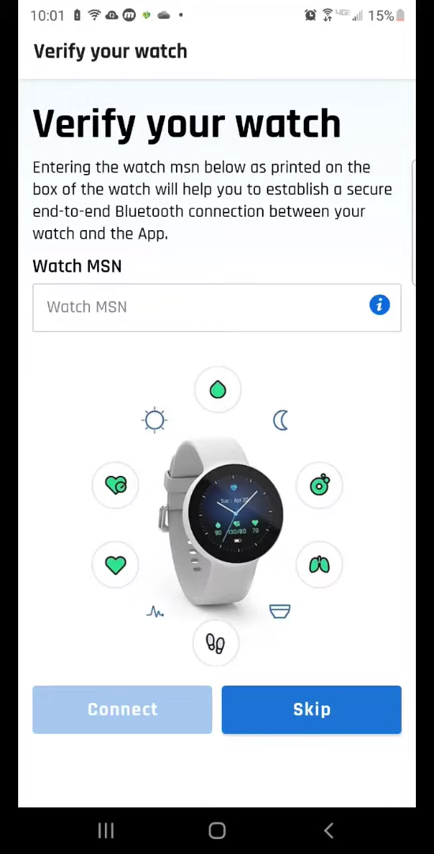 10:01
15%
Verify your watch
Verify your watch
Entering the watch msn below as printed on the
box of the watch will help you to establish a secure
end-to-end Bluetooth connection between your
watch and the App.
Watch MSN
Watch MSN
Connect
Skip